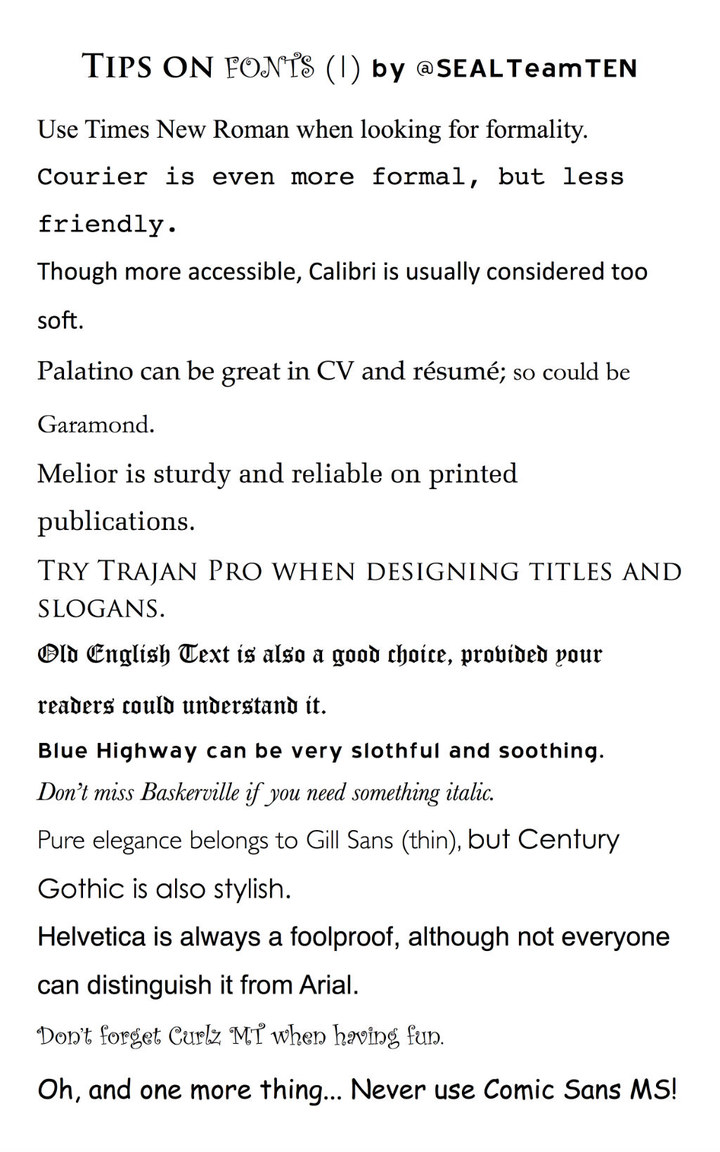 Tips on FONTS (I) by @SEALTeamTEN
Use Times New Roman when looking for formality.
Courier is even more formal, but less
friendly.
Though more accessible, Calibri is usually considered too
soft.
Palatino can be great in CV and résumé; so could be
Garamond.
Melior is sturdy and reliable on printed
publications.
Try Trajan Pro when designing titles and
slogans.
Old English Text is also a good choice, provided your
readers could understand it.
Blue Highway can be very slothful and soothing.
Don’t miss Baskerville if you need something italic.
Pure elegance belongs to Gill Sans (thin), but Century
Gothic is also stylish.
Helvetica is always a foolproof, although not everyone
can distinguish it from Arial.
Don’t forget Curlz MT when having fun.
Oh, and one more thing... Never use Comic Sans MS!